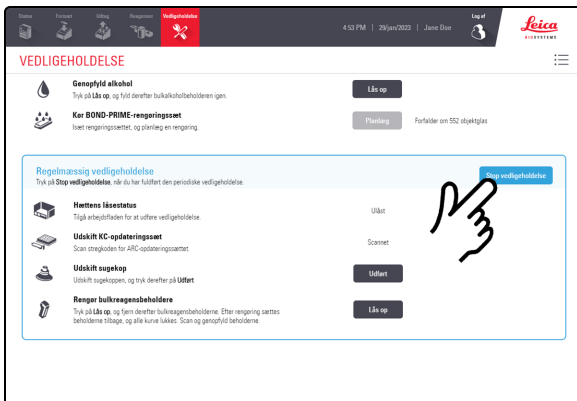 Status Formørt Udtag Reagenser Vedligeholdelse
4:53 PM | 29/jan/2023 | Jane Doe
Log af
Leica
BIOSYSTEMS
VEDLIGEHOLDELSE
Genopfyld alkohol
Tryk på Lås op, og fyld derefter bulkalkoholbeholderen igen.
Lås op
Kør BOND-PRIME-rengøringssæt
Isæt rengøringssættet, og planlæg en rengøring.
Planlæg
Forfalder om 552 objektglas
Regelmæssig vedligeholdelse
Tryk på Stop vedligeholdelse, når du har fuldført den periodiske vedligeholdelse.
Stop vedligeholdelse
Hættens låsestatus
Tilgå arbejdsfladen for at udføre vedligeholdelse.
Ulåst
Udskift KC-opdateringssæt
Scan stregkoden for ARC-opdateringssættet.
Scannet
Udskift sugekop
Udskift sugekoppen, og tryk derefter på Udført
Udført
Rengør bulkreagensbeholdere
Tryk på Lås op, og fjern derefter bulkreagensbeholderne. Efter rengøring sættes
beholderne tilbage, og alle kurve lukkes. Scan og genopfyld beholderne.
Lås op